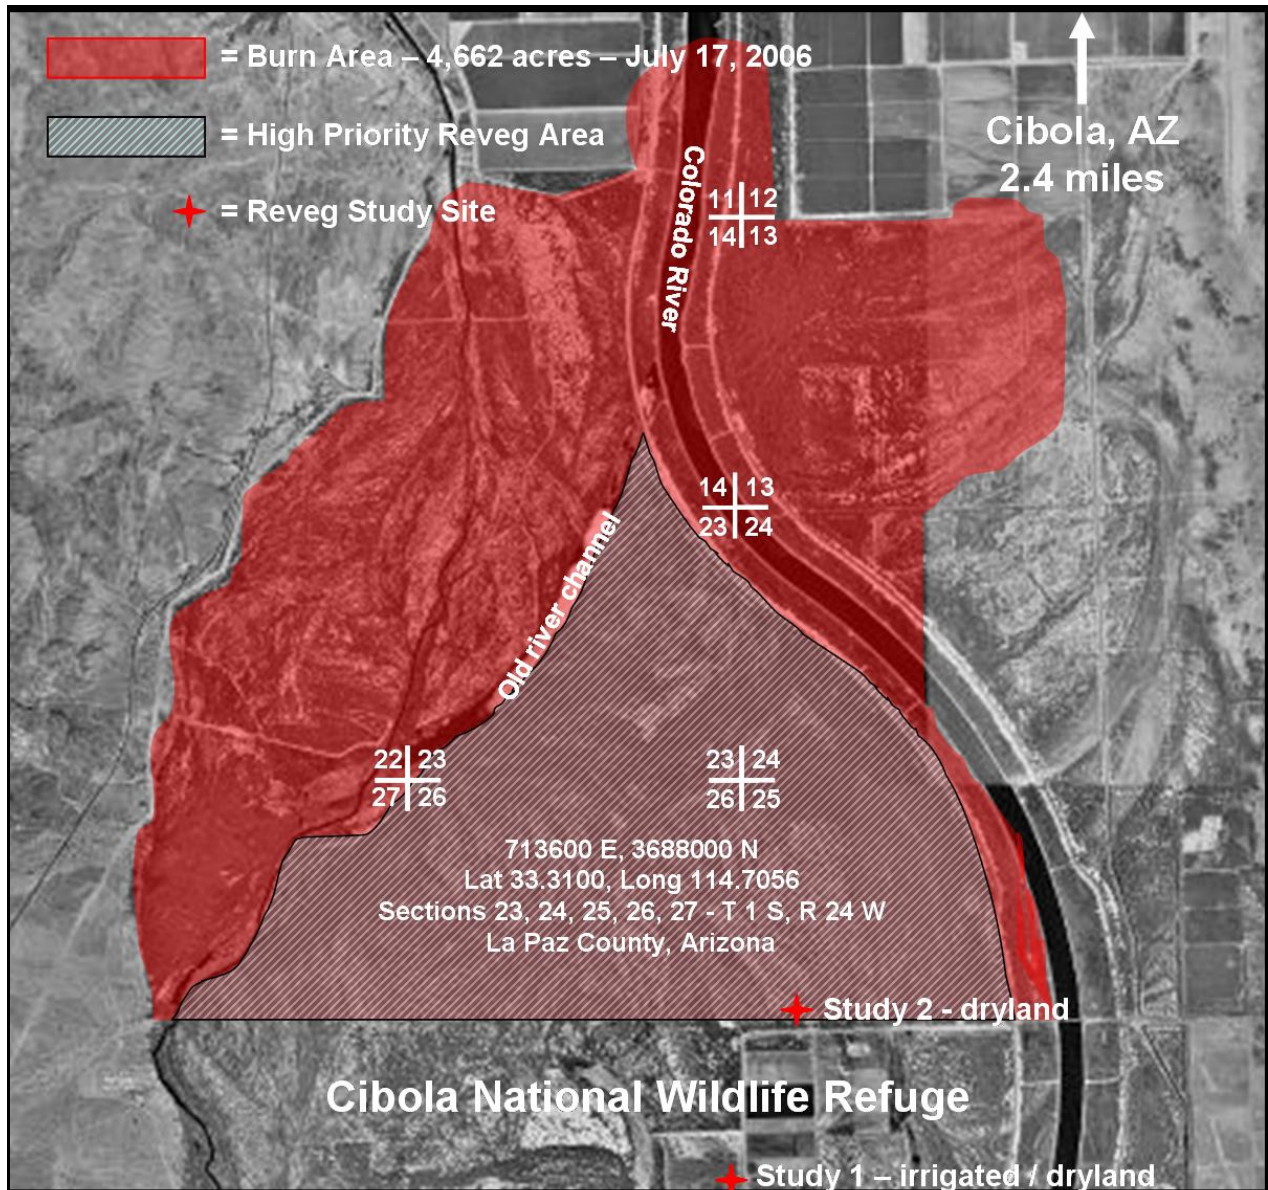 = Burn Area – 4,662 acres – July 17, 2006
= High Priority Reveg Area
= Reveg Study Site
Cibola, AZ
2.4 miles
Colorado River
11 12
14 13
14 13
23 24
Old river channel
22 23
27 26
23 24
26 25
713600 E, 3688000 N
Lat 33.3100, Long 114.7056
Sections 23, 24, 25, 26, 27 - T 1 S, R 24 W
La Paz County, Arizona
Study 2 - dryland
Cibola National Wildlife Refuge
Study 1 – irrigated / dryland